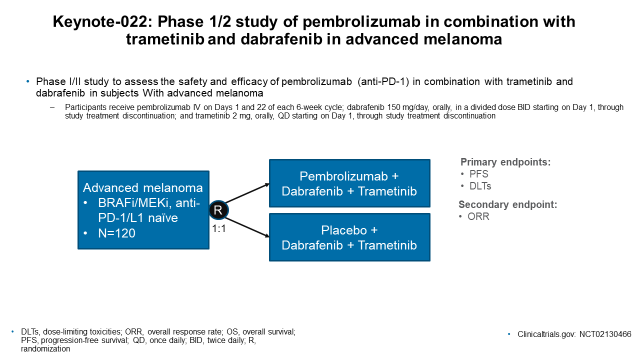 Keynote-022: Phase 1/2 study of pembrolizumab in combination with
trametinib and dabrafenib in advanced melanoma
• Phase I/II study to assess the safety and efficacy of pembrolizumab (anti-PD-1) in combination with trametinib and
dabrafenib in subjects With advanced melanoma
– Participants receive pembrolizumab IV on Days 1 and 22 of each 6-week cycle; dabrafenib 150 mg/day, orally, in a divided dose BID starting on Day 1, through
study treatment discontinuation; and trametinib 2 mg, orally, QD starting on Day 1, through study treatment discontinuation
Advanced melanoma
• BRAFi/MEKi, anti-
PD-1/L1 naïve
• N=120
R
1:1
Pembrolizumab +
Dabrafenib + Trametinib
Placebo +
Dabrafenib + Trametinib
Primary endpoints:
• PFS
• DLTs
Secondary endpoint:
• ORR
• DLTs, dose-limiting toxicities; ORR, overall response rate; OS, overall survival;
PFS, progression-free survival; QD, once daily; BID, twice daily; R,
randomization
• Clinicaltrials.gov: NCT02130466